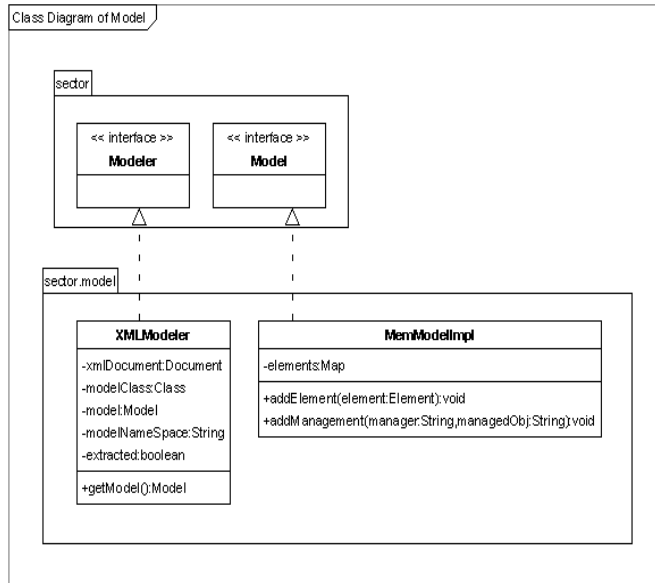 Class Diagram of Model
sector
<< interface >>
Modeler
<< interface >>
Model
sector.model
XMLModeler
-xmlDocument:Document
-modelClass:Class
-model:Model
-modelNameSpace:String
-extracted:boolean
+getModel():Model
MemModelImpl
-elements:Map
+addElement(element:Element):void
+addManagement(manager:String,managedObj:String):void